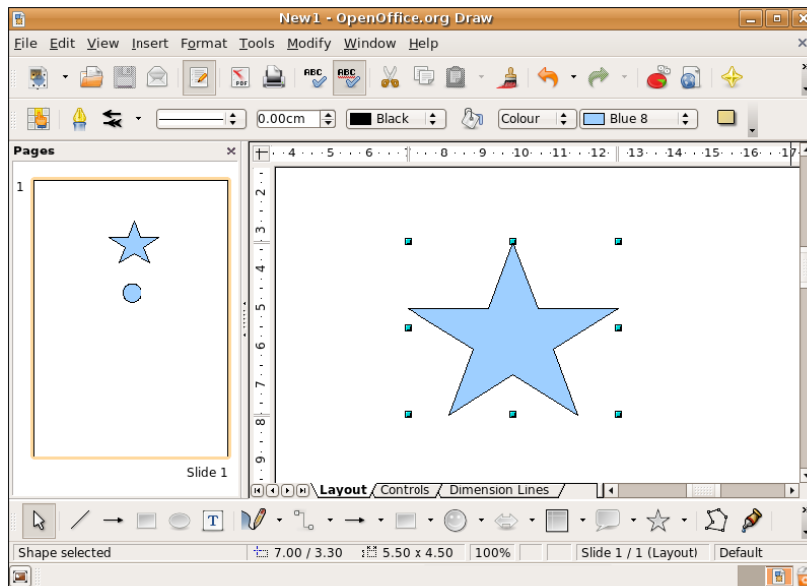 New1 - OpenOffice.org Draw
File Edit View Insert Format Tools Modify Window Help
PDF ABC ABC
0.00cm Black Colour Blue 8
Pages
4 5 6 8 9 10 11 12 13 14 15 16 17
1
2
3
4
5
6
7
8
9
Slide 1
Layout Controls Dimension Lines
T
Shape selected 7.00 / 3.30 5.50 x 4.50 100% Slide 1 / 1 (Layout) Default